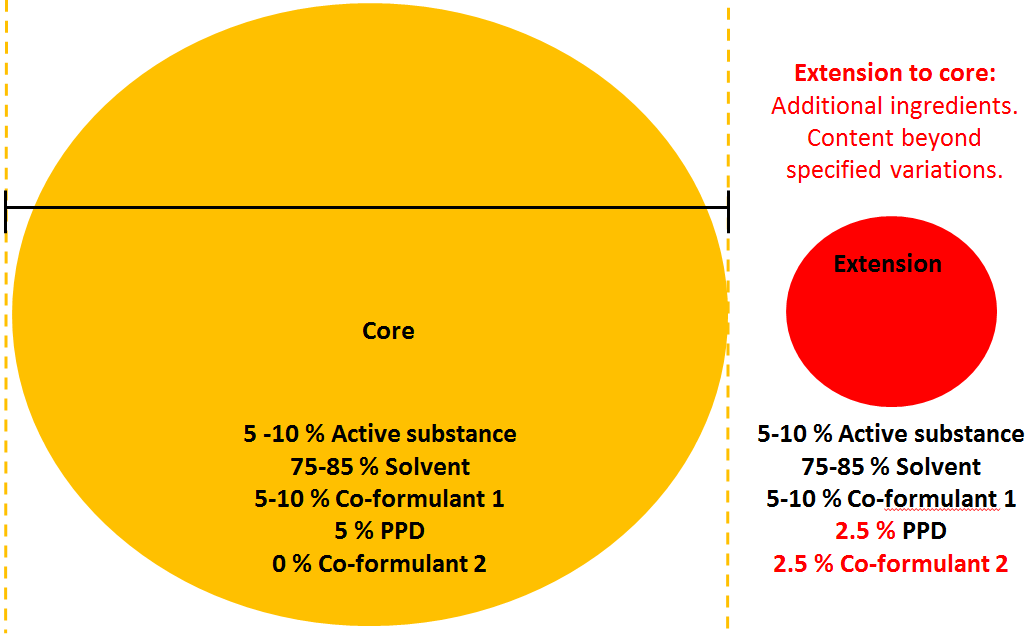 Extension to core:
Additional ingredients.
Content beyond
specified variations.
Extension
Core
5 -10 % Active substance
75-85 % Solvent
5-10 % Co-formulant 1
5 % PPD
0 % Co-formulant 2
5-10 % Active substance
75-85 % Solvent
5-10 % Co-formulant 1
2.5 % PPD
2.5 % Co-formulant 2